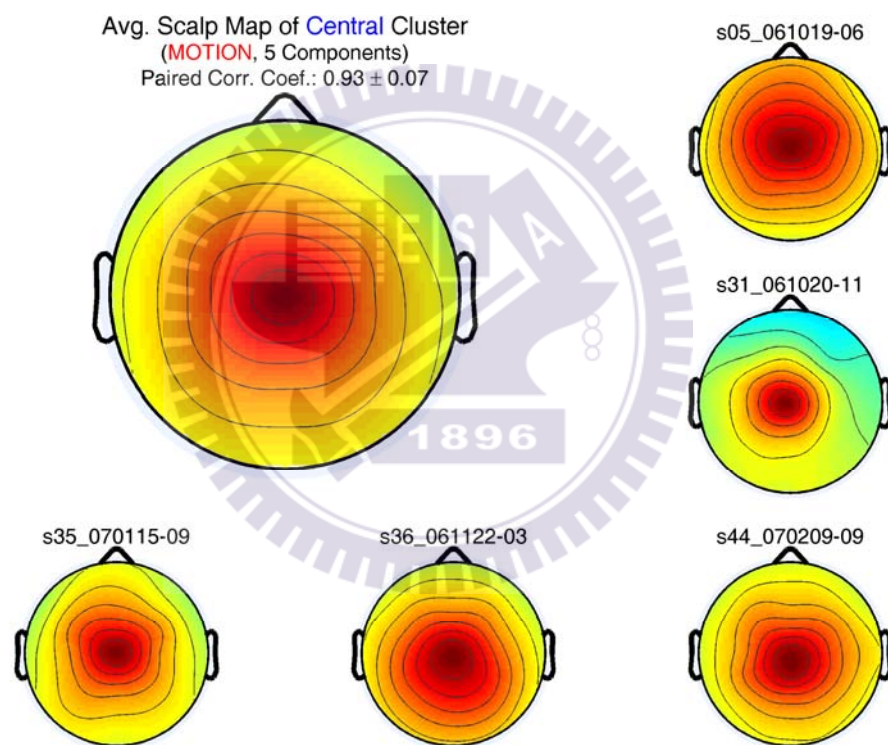 Avg. Scalp Map of Central Cluster
(MOTION, 5 Components)
Paired Corr. Coef.: 0.93 ± 0.07
s05_061019-06
E S A
s31_061020-11
1896
s35_070115-09
s36_061122-03
s44_070209-09